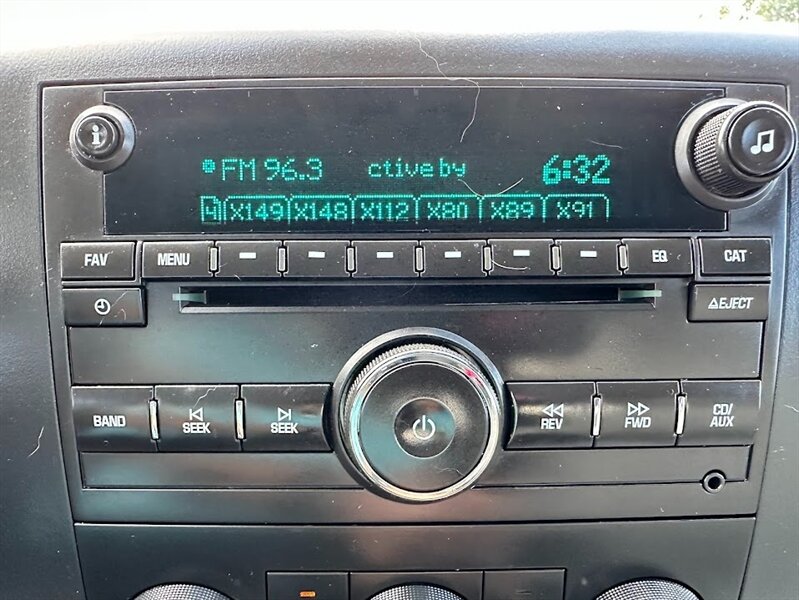 FM 96.3 ctive by 6:32
4 X149 X148 X112 X80 X89 X91
FAV MENU EQ CAT
EJECT
BAND SEEK SEEK REV FWD CD/AUX